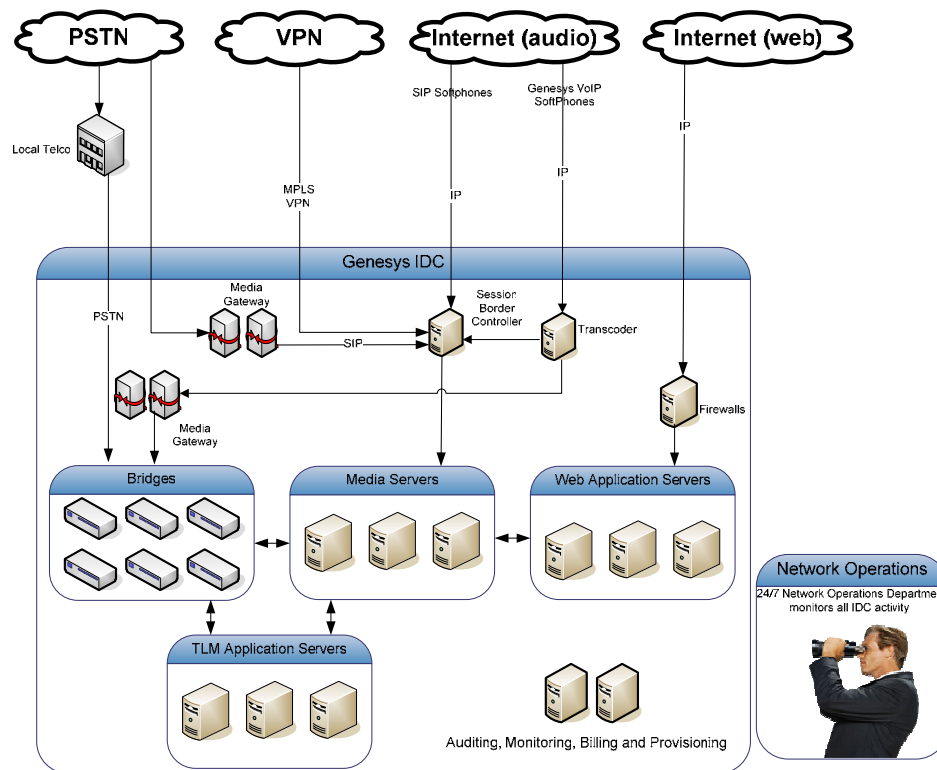 PSTN
VPN
Internet (audio)
Internet (web)
SIP Softphones
Genesys VoIP
SoftPhones
IP
Local Telco
MPLS
VPN
IP
IP
Genesys IDC
PSTN
Media
Gateway
SIP
Session
Border
Controller
Transcoder
Media
Gateway
Firewalls
Bridges
Media Servers
Web Application Servers
Network Operations
24/7 Network Operations Departme
monitors all IDC activity
TLM Application Servers
Auditing, Monitoring, Billing and Provisioning